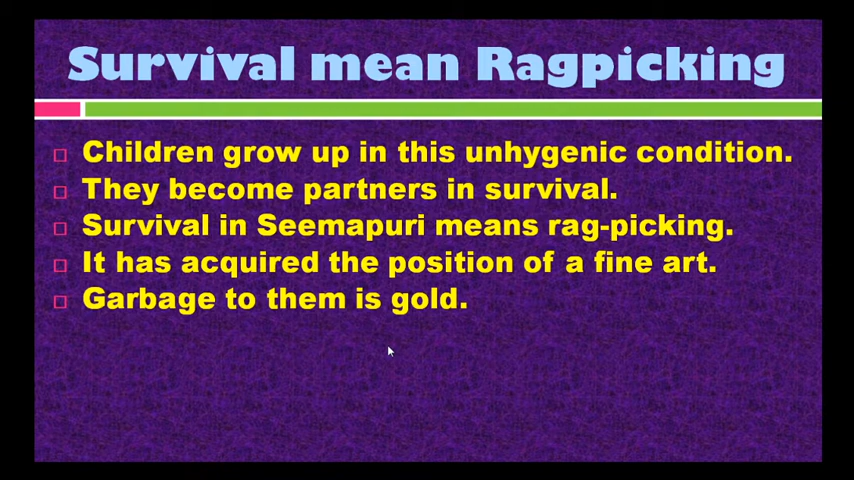 Survival mean Ragpicking
Children grow up in this unhygenic condition.
They become partners in survival.
Survival in Seemapuri means rag-picking.
It has acquired the position of a fine art.
Garbage to them is gold.